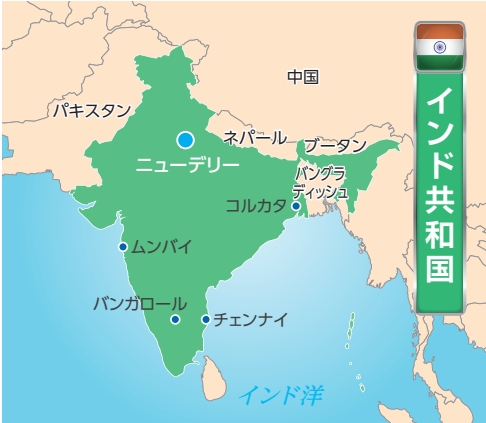 中国
インド共和国
パキスタン
ネパール
ブータン
ニューデリー
バングラ
ディッシュ
コルカタ
ムンバイ
バンガロール
チェンナイ
インド洋